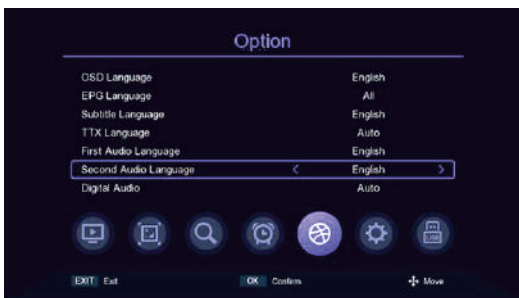 Option
OSD Language English
EPG Language All
Subtitle Language English
TTX Language Auto
First Audio Language English
Second Audio Language < English >
Digital Audio Auto
USB
EXIT Exit OK Confirm Move